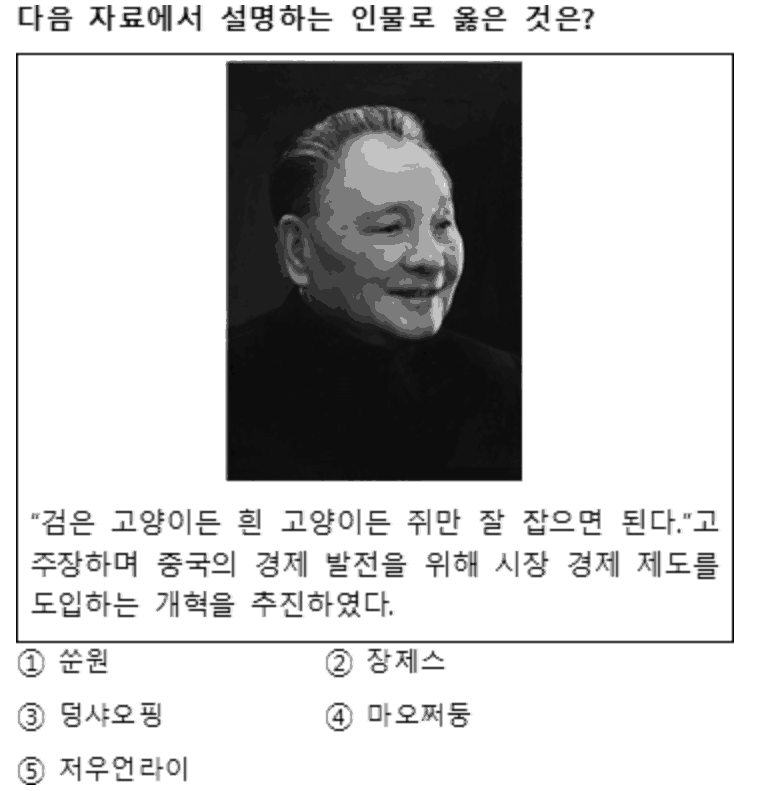 다음 자료에서 설명하는 인물로 옳은 것은?
"검은 고양이든 흰 고양이든 쥐만 잘 잡으면 된다."고
주장하며 중국의 경제 발전을 위해 시장 경제 제도를
도입하는 개혁을 추진하였다.
① 쑨원 ② 장제스
③ 덩샤오핑 ④ 마오쩌둥
⑤ 저우언라이